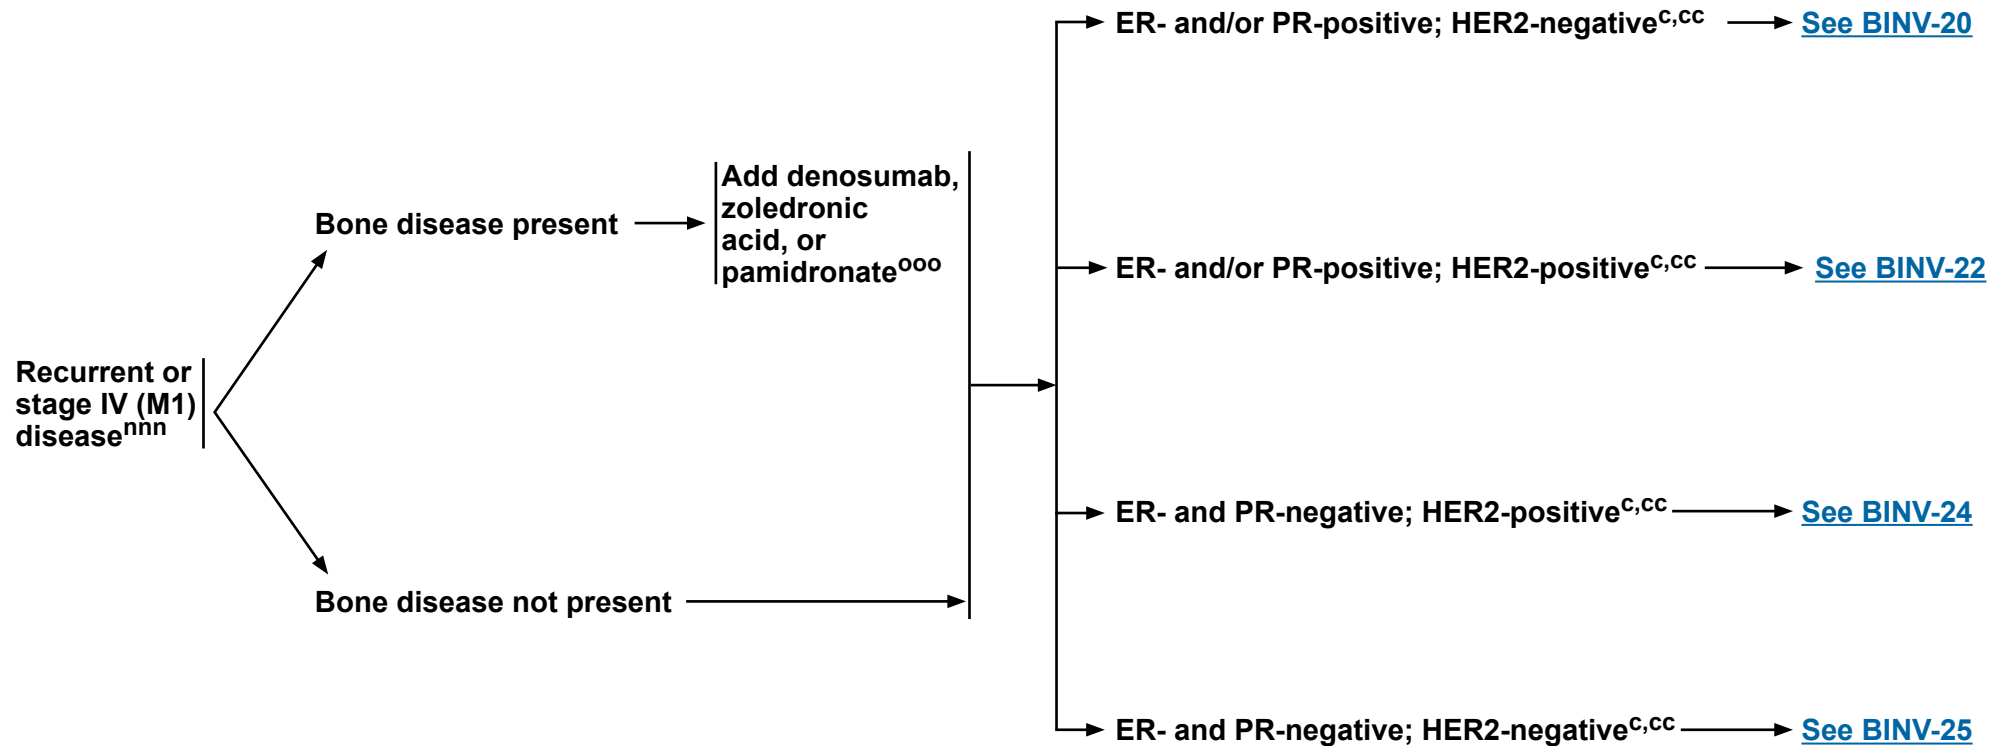 Recurrent or
stage IV (M1)
diseaseⁿⁿⁿ
Bone disease present
Add denosumab,
zoledronic
acid, or
pamidronateᵒᵒᵒ
Bone disease not present
ER- and/or PR-positive; HER2-negativeᶜ,ᶜᶜ
See BINV-20
ER- and/or PR-positive; HER2-positiveᶜ,ᶜᶜ
See BINV-22
ER- and PR-negative; HER2-positiveᶜ,ᶜᶜ
See BINV-24
ER- and PR-negative; HER2-negativeᶜ,ᶜᶜ
See BINV-25